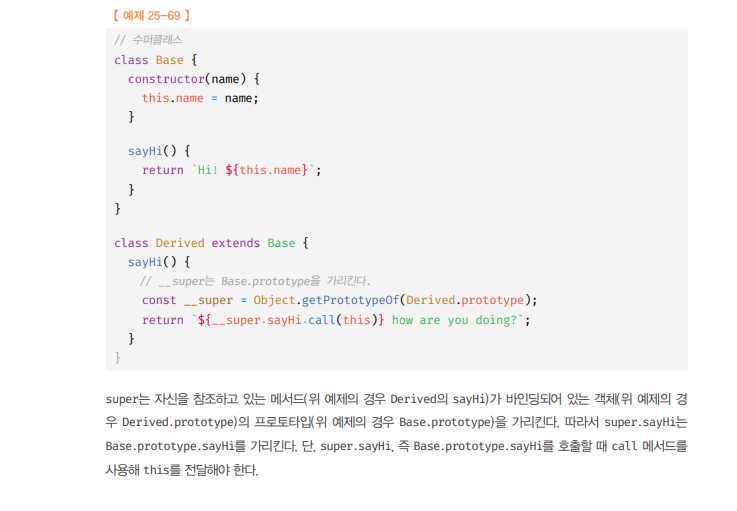 【 예제 25-69 】
// 수퍼클래스
class Base {
  constructor(name) {
    this.name = name;
  }

  sayHi() {
    return `Hi! ${this.name}`;
  }
}

class Derived extends Base {
  sayHi() {
    // __super는 Base.prototype을 가리킨다.
    const __super = Object.getPrototypeOf(Derived.prototype);
    return `${__super.sayHi.call(this)} how are you doing?`;
  }
}
super는 자신을 참조하고 있는 메서드(위 예제의 경우 Derived의 sayHi)가 바인딩되어 있는 객체(위 예제의 경
우 Derived.prototype)의 프로토타입(위 예제의 경우 Base.prototype)을 가리킨다. 따라서 super.sayHi는
Base.prototype.sayHi를 가리킨다. 단, super.sayHi, 즉 Base.prototype.sayHi를 호출할 때 call 메서드를
사용해 this를 전달해야 한다.